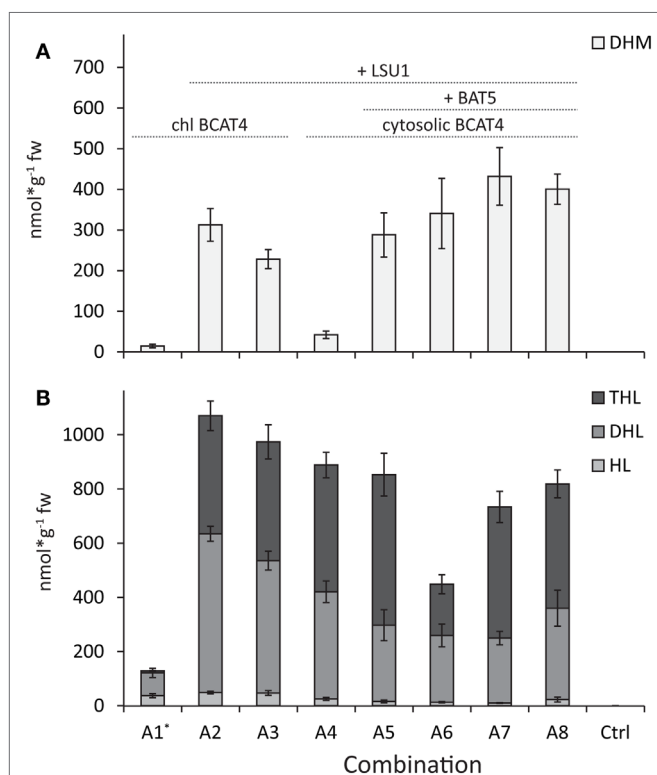 A
DHM
700
+ LSU1
600
+ BAT5
500
chl BCAT4
cytosolic BCAT4
400
300
200
100
0
nmol*g-1 fw
B
THL
DHL
HL
1000
800
600
400
200
0
nmol*g-1 fw
A1* A2 A3 A4 A5 A6 A7 A8 Ctrl
Combination